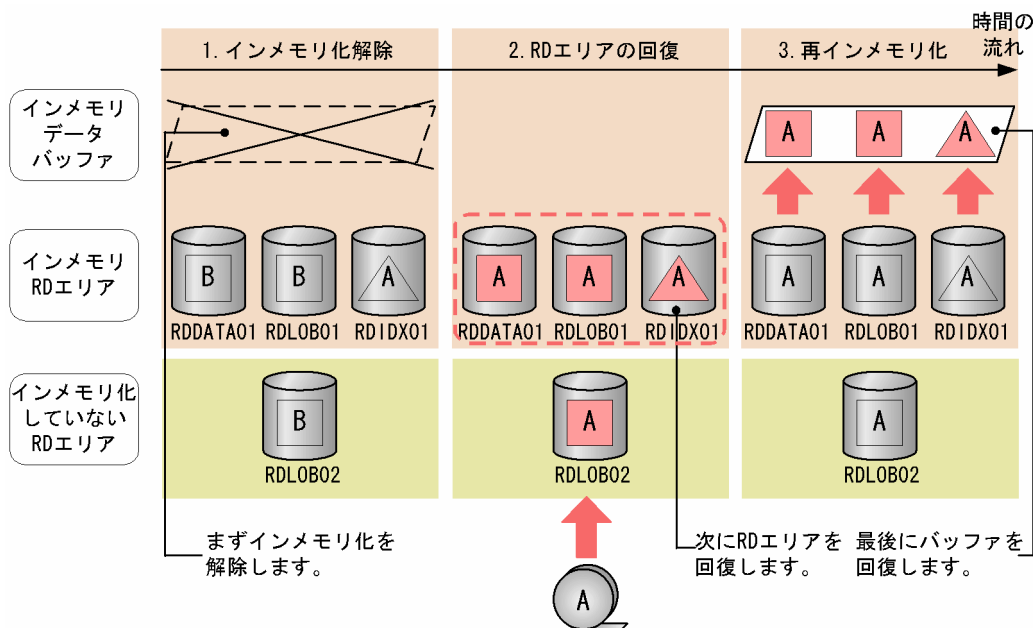 時間の
流れ
1.インメモリ化解除
2.RDエリアの回復
3.再インメモリ化
インメモリ
データ
バッファ
A
A
A
インメモリ
RDエリア
B
B
A
A
A
A
A
A
A
RDDATA01
RDLOB01
RDIDX01
RDDATA01
RDLOB01
RDIDX01
RDDATA01
RDLOB01
RDIDX01
インメモリ化
していない
RDエリア
B
A
A
RDLOB02
RDLOB02
RDLOB02
まずインメモリ化を
解除します。
次にRDエリアを
回復します。
最後にバッファを
回復します。
A